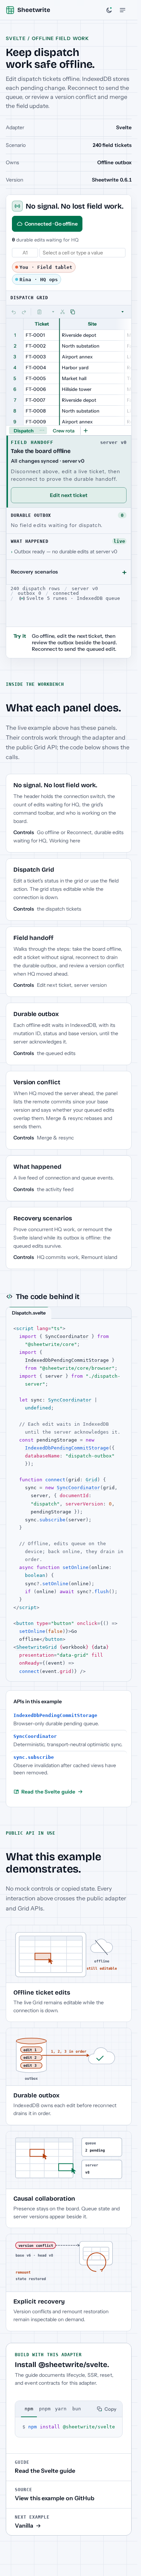 Sheetwrite
SVELTE / OFFLINE FIELD WORK
Keep dispatch
work safe offline.
Edit dispatch tickets offline. IndexedDB stores
each pending change. Reconnect to send the
queue, or review a version conflict and merge
the field update.
Adapter Svelte
Scenario 240 field tickets
Owns Offline outbox
Version Sheetwrite 0.6.1
No signal. No lost field work.
Connected · Go offline
0 durable edits waiting for HQ
A1 Select a cell or type a value
You · Field tablet
Rina · HQ ops
DISPATCH GRID
Ticket Site
1 FT-0001 Riverside depot
2 FT-0002 North substation
3 FT-0003 Airport annex
4 FT-0004 Harbor yard
5 FT-0005 Market hall
6 FT-0006 Hillside tower
7 FT-0007 Riverside depot
8 FT-0008 North substation
9 FT-0009 Airport annex
Dispatch Crew rota +
FIELD HANDOFF server v0
Take the board offline
All changes synced · server v0
Disconnect above, edit a live ticket, then
reconnect to prove the durable handoff.
Edit next ticket
DURABLE OUTBOX 0
No field edits waiting for dispatch.
WHAT HAPPENED live
› Outbox ready — no durable edits at server v0
Recovery scenarios +
240 dispatch rows / server v0
/ outbox 0 / connected
Svelte 5 runes · IndexedDB queue
Try it Go offline, edit the next ticket, then
review the outbox below the board.
Reconnect to send the queued edit.
INSIDE THE WORKBENCH
What each panel does.
The live example above has these panels.
Their controls work through the adapter and
the public Grid API; the code below shows the
calls.
No signal. No lost field work.
The header holds the connection switch, the
count of edits waiting for HQ, the grid's
command toolbar, and who is working on the
board.
Controls Go offline or Reconnect, durable edits
waiting for HQ, Working here
Dispatch Grid
Edit a ticket's status in the grid or use the field
actions. The grid stays editable while the
connection is down.
Controls the dispatch tickets
Field handoff
Walks through the steps: take the board offline,
edit a ticket without signal, reconnect to drain
the outbox, and review a version conflict when
HQ moved ahead.
Controls Edit next ticket, server version
Durable outbox
Each offline edit waits in IndexedDB, with its
mutation ID, status and base version, until the
server acknowledges it.
Controls the queued edits
Version conflict
When HQ moved the server ahead, the panel
lists the remote commits since your base
version and says whether your queued edits
overlap them. Merge & resync rebases and
sends them.
Controls Merge & resync
What happened
A live feed of connection and queue events.
Controls the activity feed
Recovery scenarios
Prove concurrent HQ work, or remount the
Svelte island while it is offline: the outbox, the
queued edits survive.
Controls HQ commits work, Remount island
The code behind it
Dispatch.svelte
<script lang="ts">
import { SyncCoordinator } from
"@sheetwrite/core";
import {
IndexedDbPendingCommitStorage }
from "@sheetwrite/core/browser";
import { server } from "./dispatch-
server";
let sync: SyncCoordinator |
undefined;
// Each edit waits in IndexedDB
until the server acknowledges it.
const pendingStorage = new
IndexedDbPendingCommitStorage({
databaseName: "dispatch-outbox"
});
function connect(grid: Grid) {
sync = new SyncCoordinator(grid,
server, { documentId:
"dispatch", serverVersion: 0,
pendingStorage });
sync.subscribe(server);
}
// Offline, edits queue on the
device; back online, they drain in
order.
async function setOnline(online:
boolean) {
sync?.setOnline(online);
if (online) await sync?.flush();
}
</script>
<button type="button" onclick={() =>
setOnline(false)}>Go
offline</button>
<SheetwriteGrid {workbook} {data}
presentation="data-grid" fill
onReady={(event) =>
connect(event.grid)} />
APIs in this example
IndexedDbPendingCommitStorage
Browser-only durable pending queue.
SyncCoordinator
Deterministic, transport-neutral optimistic sync.
sync.subscribe
Observe invalidation after cached views have
been removed.
Read the Svelte guide →
PUBLIC API IN USE
What this example
demonstrates.
No mock controls or copied state. Every
interaction above crosses the public adapter
and Grid APIs.
offline
still editable
Offline ticket edits
The live Grid remains editable while the
connection is down.
edit 1
edit 2
edit 3
1, 2, 3 in order
outbox
Durable outbox
IndexedDB owns each edit before reconnect
drains it in order.
queue
2 pending
server
v8
Causal collaboration
Presence stays on the board. Queue state and
server versions appear beside it.
version conflict
base v6 · head v8
remount
state restored
Explicit recovery
Version conflicts and remount restoration
remain inspectable instead of hidden.
BUILD WITH THIS ADAPTER
Install @sheetwrite/svelte.
The guide documents lifecycle, SSR, reset,
and event contracts for this adapter.
npm pnpm yarn bun Copy
$ npm install @sheetwrite/svelte
GUIDE
Read the Svelte guide
SOURCE
View this example on GitHub
NEXT EXAMPLE
Vanilla →